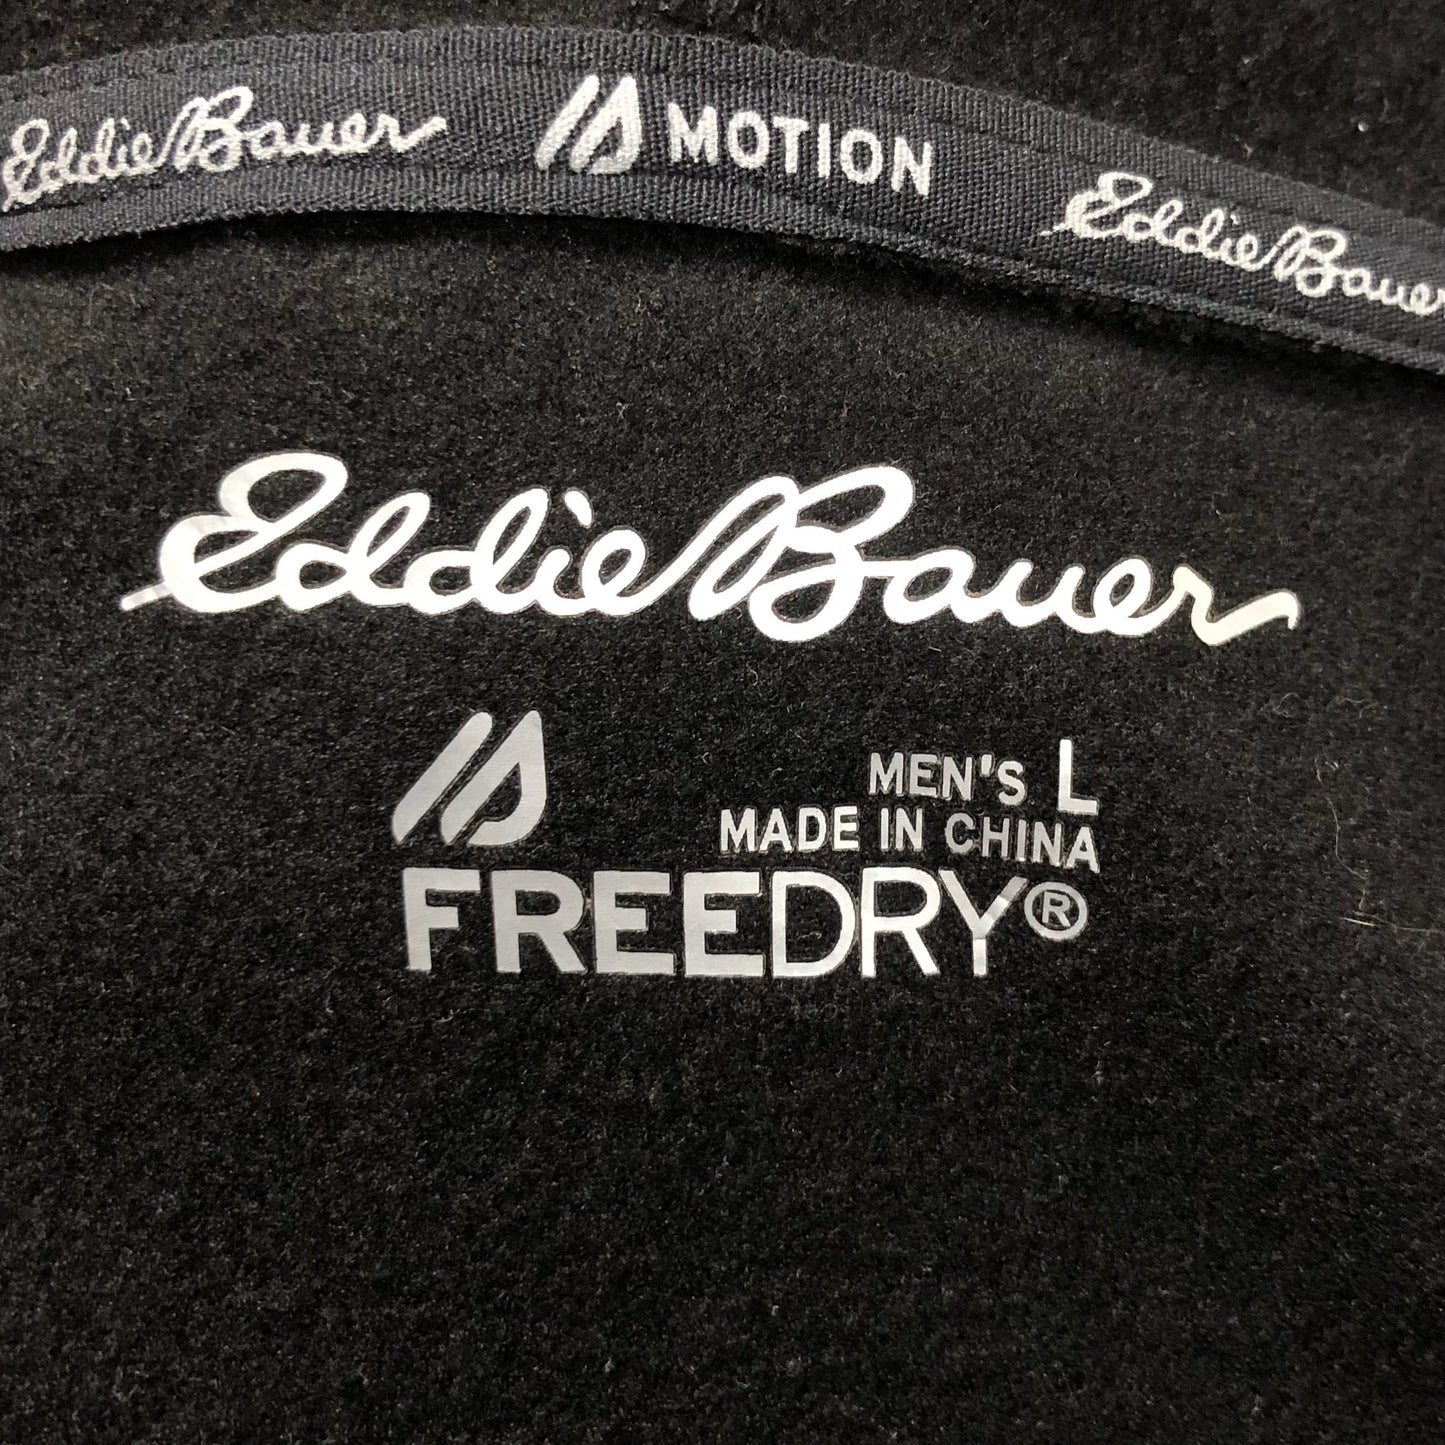 Eddie Bauer MOTION Eddie Bauer
Eddie Bauer
MEN'S L
MADE IN CHINA
FREEDRY®